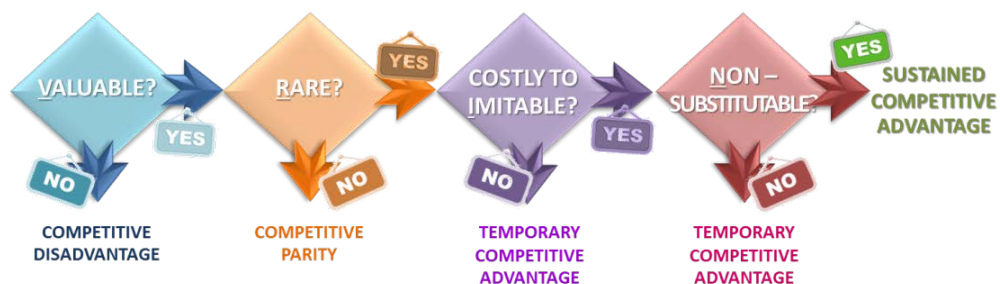 VALUABLE?
YES
NO
COMPETITIVE
DISADVANTAGE
RARE?
YES
NO
COMPETITIVE
PARITY
COSTLY TO
IMITABLE?
YES
NO
TEMPORARY
COMPETITIVE
ADVANTAGE
NON –
SUBSTITUTABLE?
YES
NO
TEMPORARY
COMPETITIVE
ADVANTAGE
SUSTAINED
COMPETITIVE
ADVANTAGE